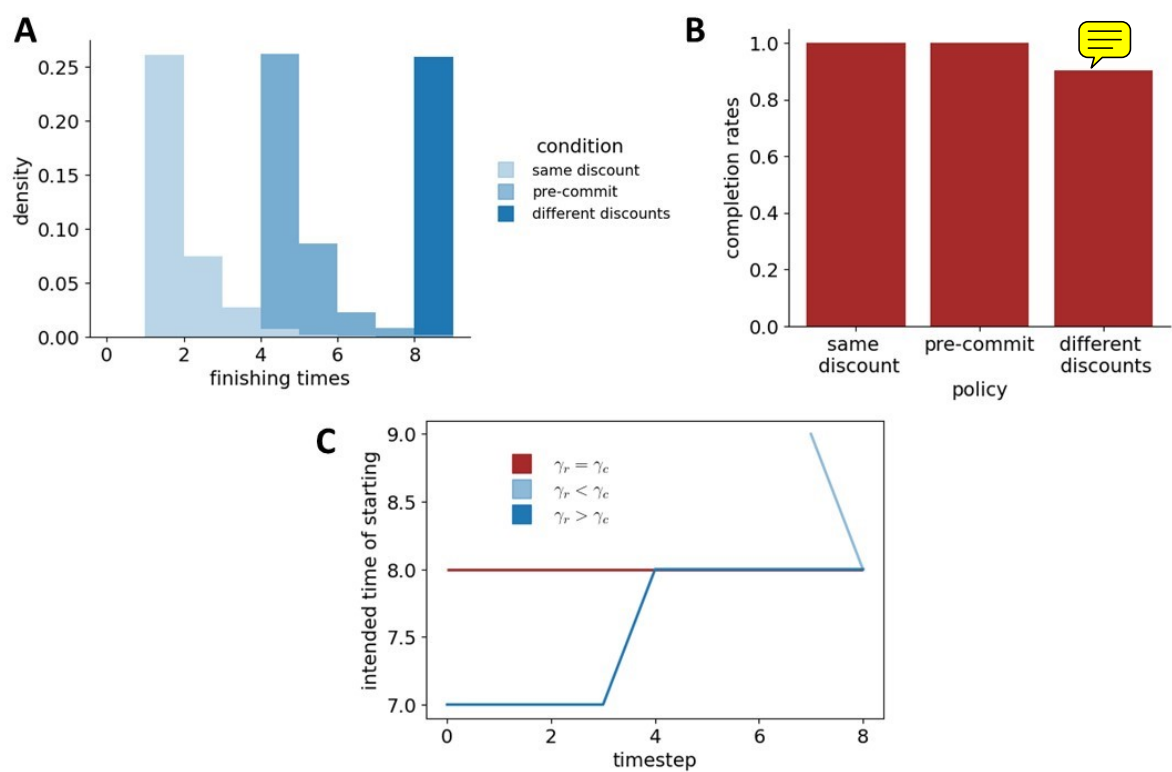 A
density
0.25
0.20
0.15
0.10
0.05
0.00
0 2 4 6 8
finishing times
condition
same discount
pre-commit
different discounts
B
completion rates
1.0
0.8
0.6
0.4
0.2
0.0
same discount
pre-commit
different discounts
policy
C
intended time of starting
9.0
8.5
8.0
7.5
7.0
γr = γc
γr < γc
γr > γc
0 2 4 6 8
timestep